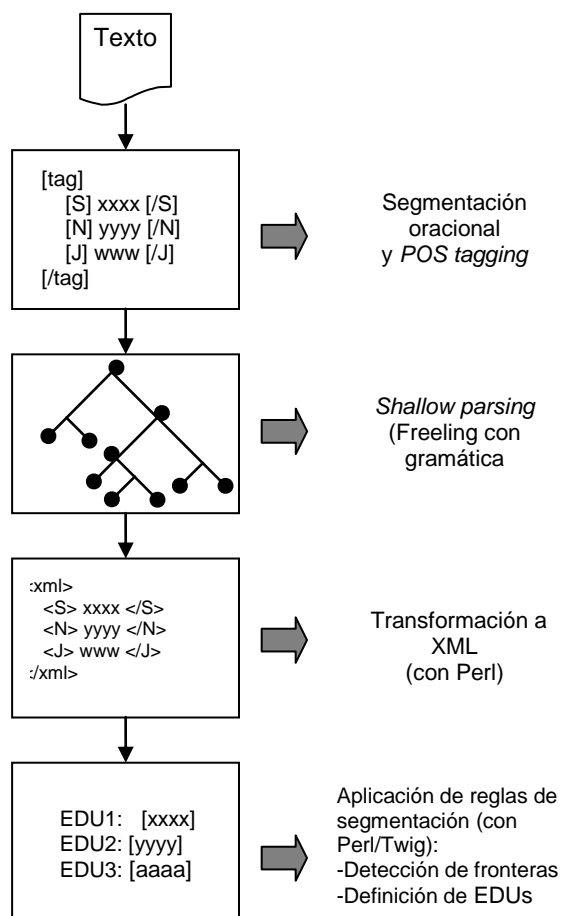 Texto
[tag]
[S] xxxx [/S]
[N] yyyy [/N]
[J] www [/J]
[/tag]
Segmentación
oracional
y POS tagging
Shallow parsing
(Freeling con
gramática
<xml>
<S> xxxx </S>
<N> yyyy </N>
<J> www </J>
</xml>
Transformación a
XML
(con Perl)
EDU1: [xxxx]
EDU2: [yyyy]
EDU3: [aaaa]
Aplicación de reglas de
segmentación (con
Perl/Twig):
-Detección de fronteras
-Definición de EDUs